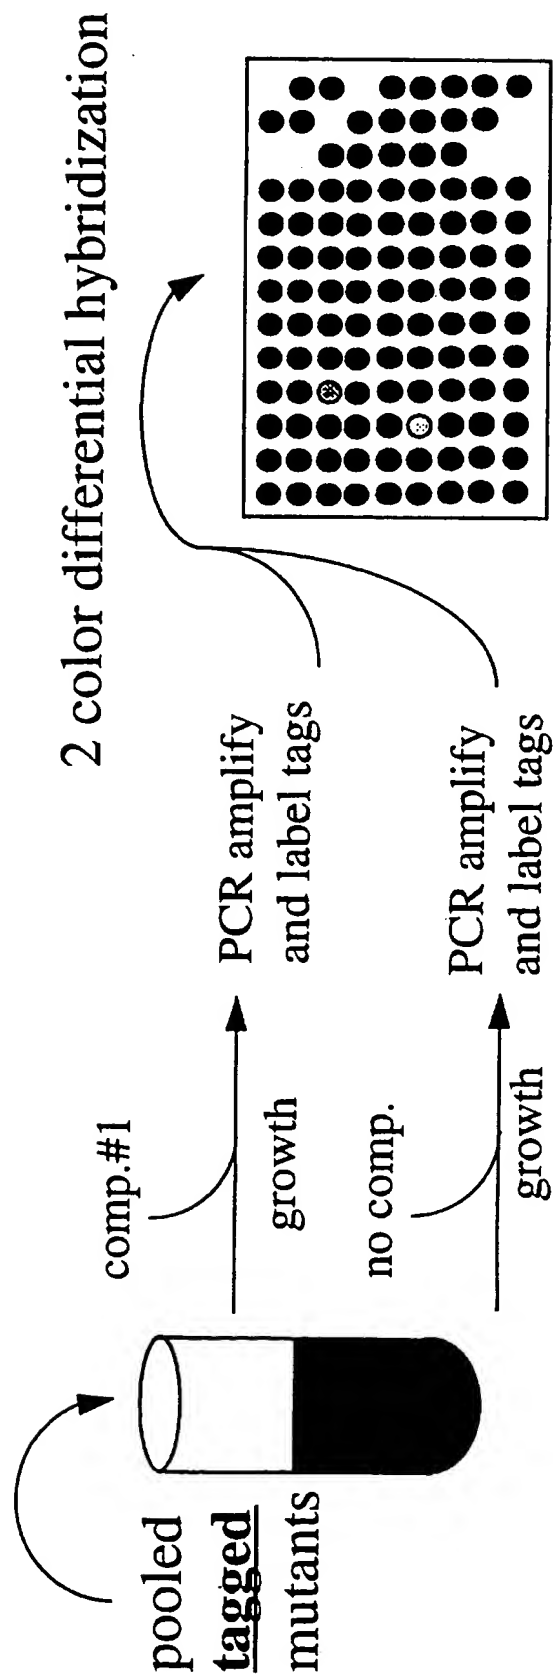 pooled
tagged
mutants
comp.#1
growth
no comp.
growth
PCR amplify
and label tags
PCR amplify
and label tags
2 color differential hybridization